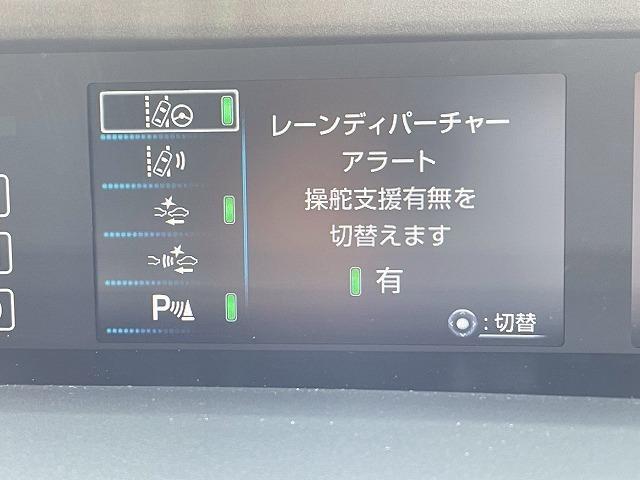 レーンディパーチャー
アラート
操舵支援有無を
切替えます
有
:切替
P